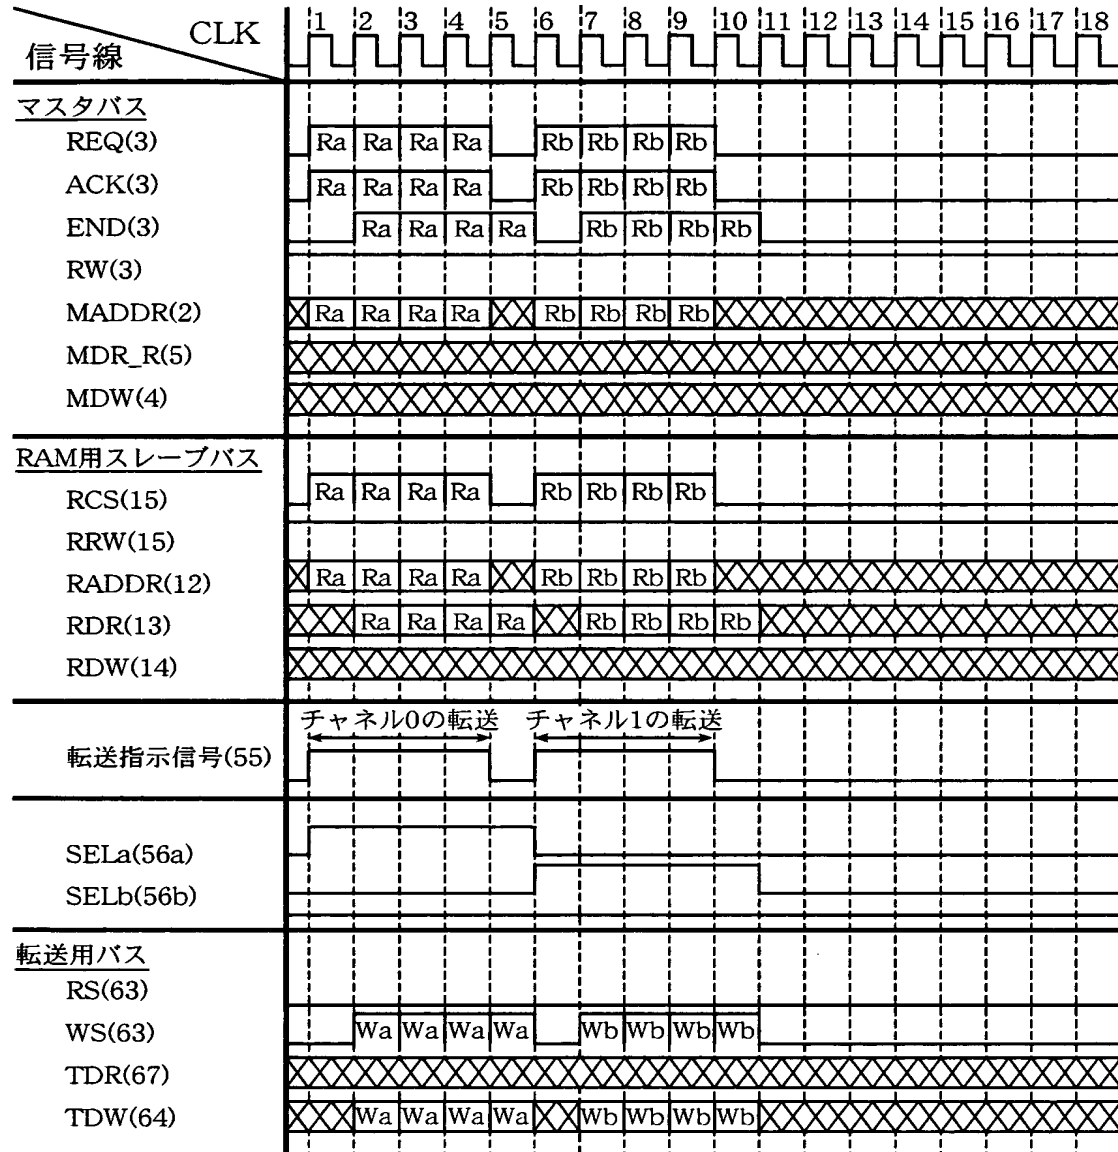 CLK 1 2 3 4 5 6 7 8 9 10 11 12 13 14 15 16 17 18
信号線
マスタバス
REQ(3) Ra Ra Ra Ra Rb Rb Rb Rb
ACK(3) Ra Ra Ra Ra Rb Rb Rb Rb
END(3) Ra Ra Ra Ra Rb Rb Rb Rb
RW(3)
MADDR(2) Ra Ra Ra Ra Rb Rb Rb Rb
MDR_R(5)
MDW(4)
RAM用スレーブバス
RCS(15) Ra Ra Ra Ra Rb Rb Rb Rb
RRW(15)
RADDR(12) Ra Ra Ra Ra Rb Rb Rb Rb
RDR(13) Ra Ra Ra Ra Rb Rb Rb Rb
RDW(14)
チャネル0の転送 チャネル1の転送
転送指示信号(55)
SELa(56a)
SELb(56b)
転送用バス
RS(63)
WS(63) Wa Wa Wa Wa Wb Wb Wb Wb
TDR(67)
TDW(64) Wa Wa Wa Wa Wb Wb Wb Wb